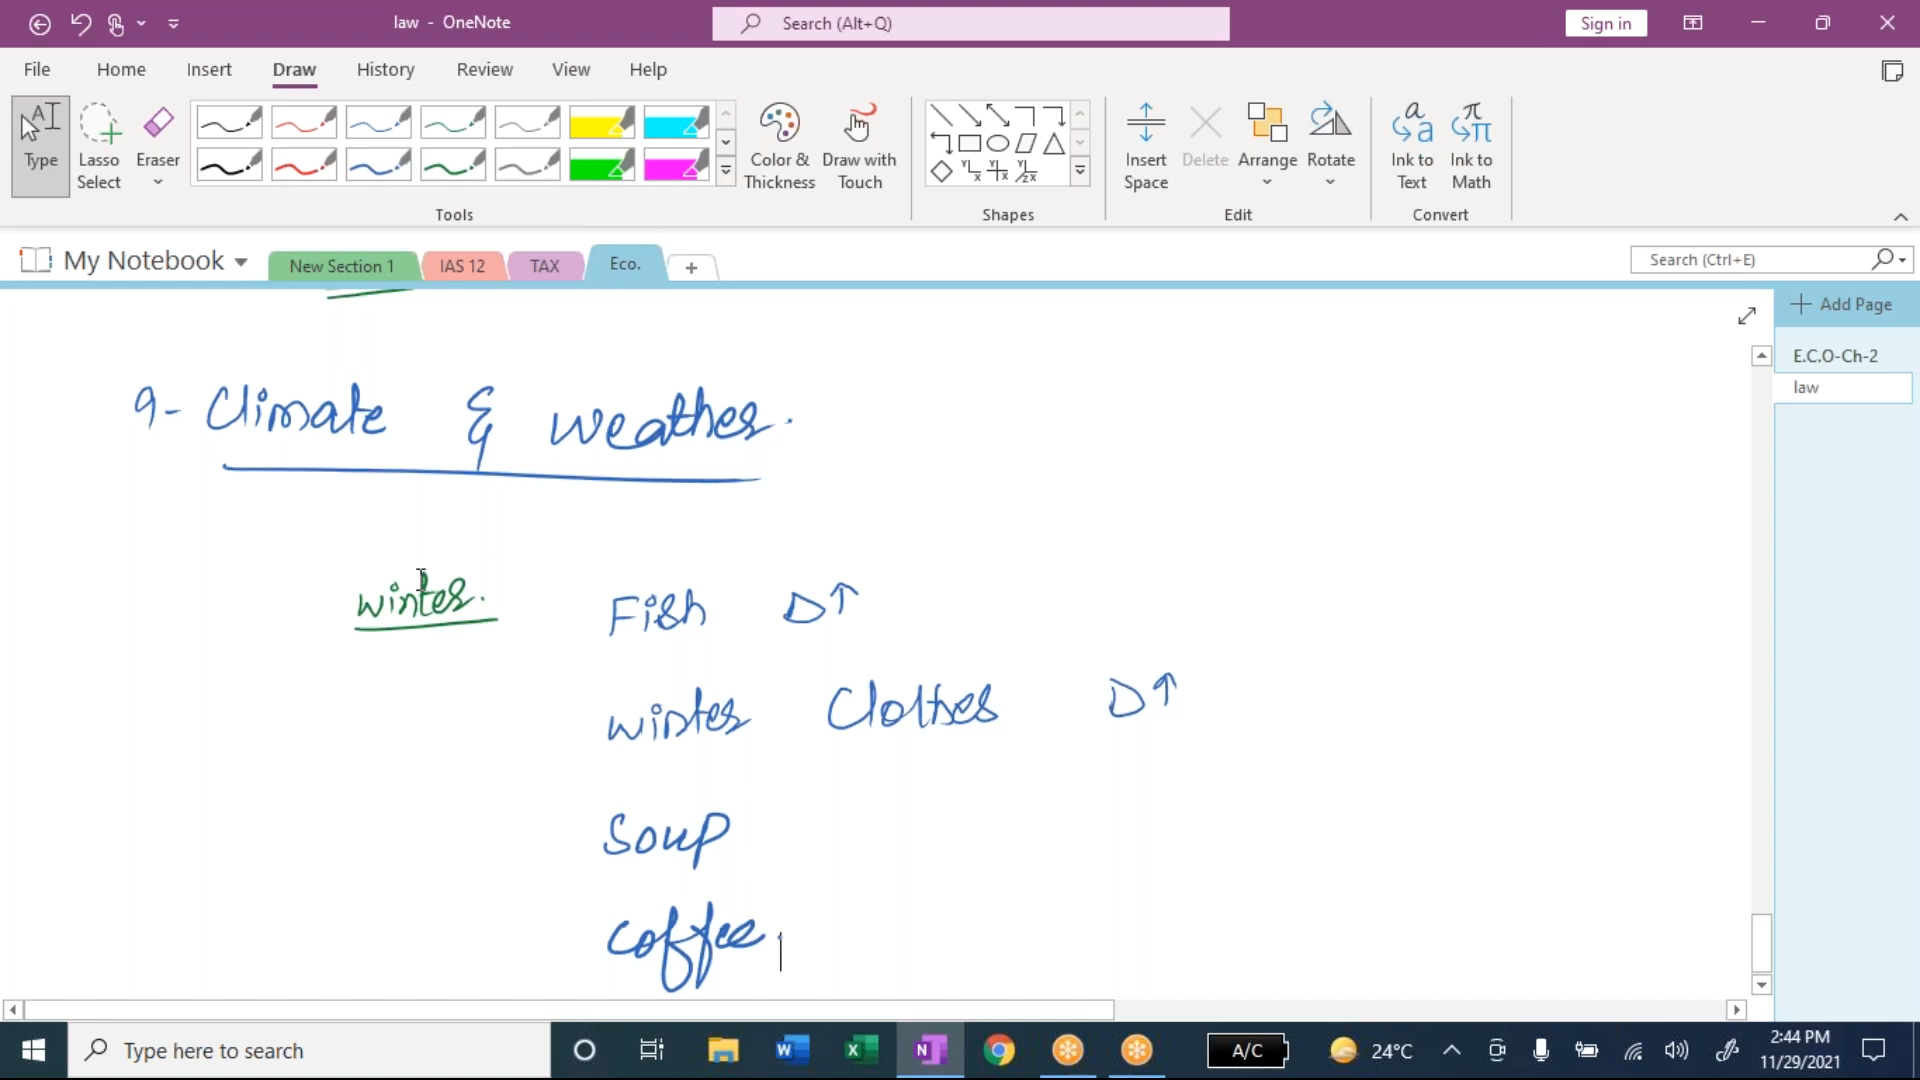 law - OneNote
Search (Alt+Q)
Sign in
File Home Insert Draw History Review View Help
Type
Lasso Select
Eraser
Color & Thickness
Draw with Touch
Insert Space
Delete
Arrange
Rotate
Ink to Text
Ink to Math
Tools
Shapes
Edit
Convert
My Notebook
New Section 1
IAS 12
TAX
Eco.
Search (Ctrl+E)
Add Page
E.C.O-Ch-2
law
9- Climate & weather.
winter.
Fish D↑
winter Clothes D↑
Soup
Coffee
Type here to search
A/C
24°C
2:44 PM
11/29/2021